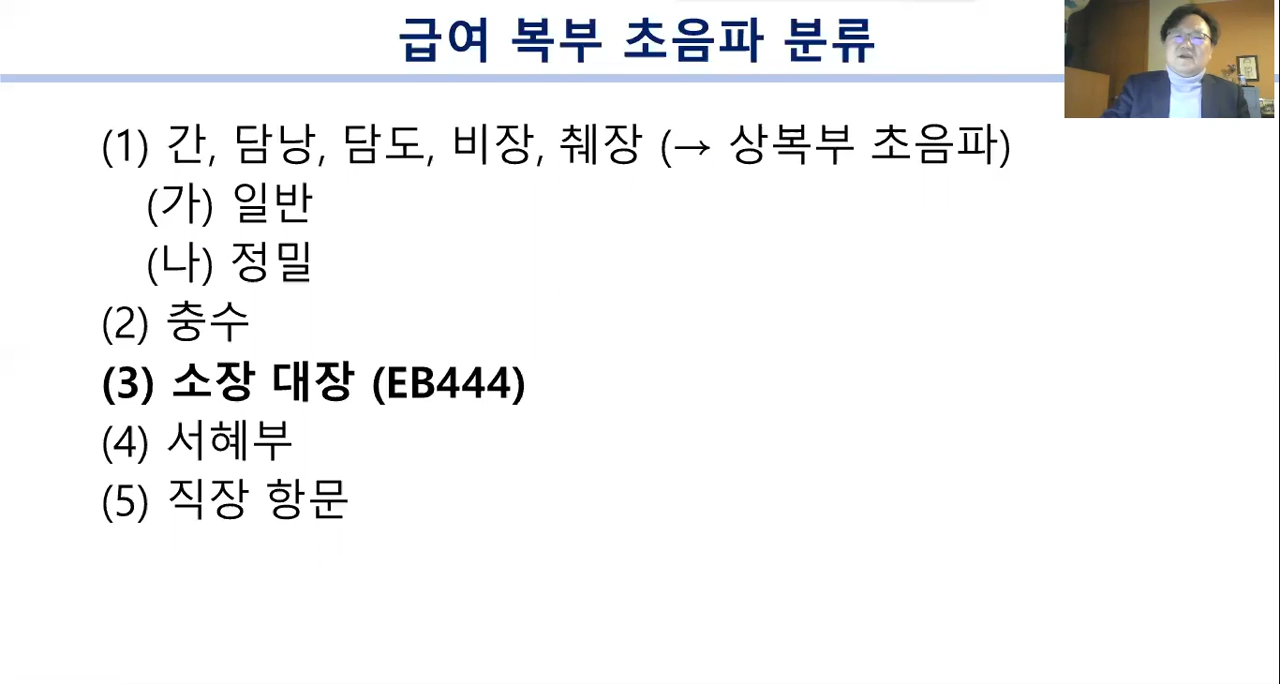 급여 복부 초음파 분류
(1) 간, 담낭, 담도, 비장, 췌장 (→ 상복부 초음파)
(가) 일반
(나) 정밀
(2) 충수
(3) 소장 대장 (EB444)
(4) 서혜부
(5) 직장 항문